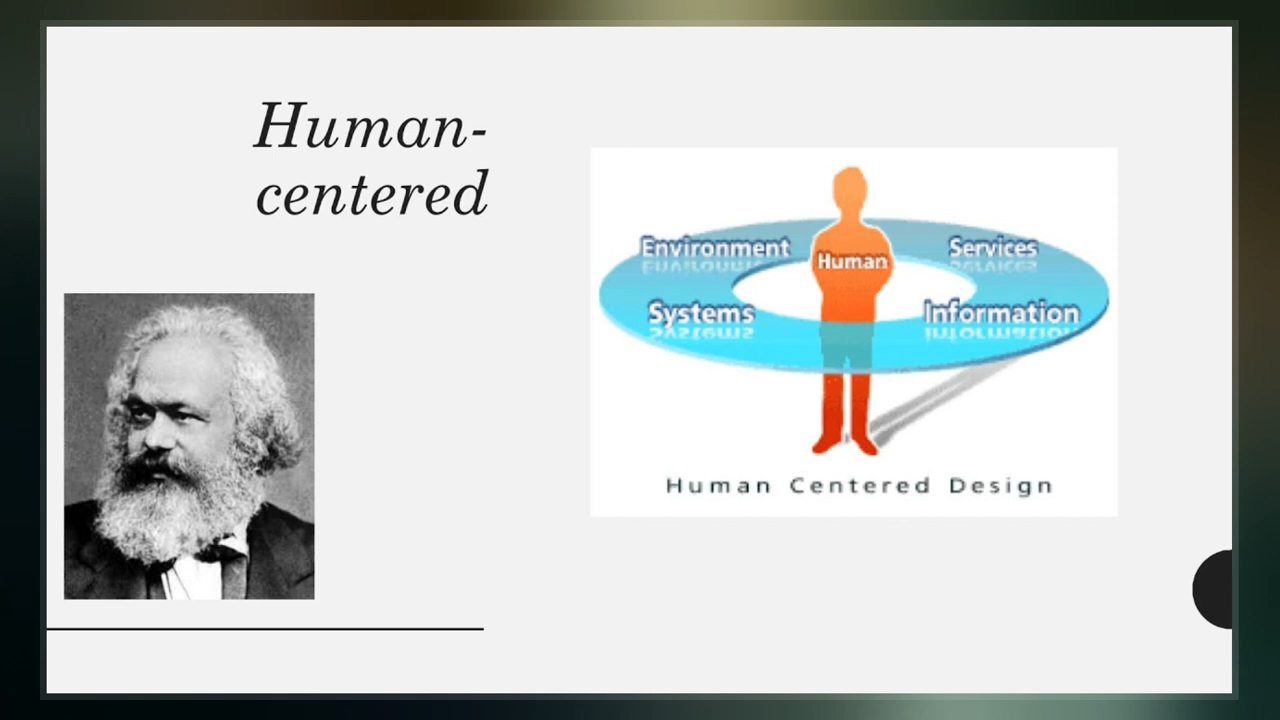 Human-
centered
Environment
Services
Human
Systems
Information
Human Centered Design